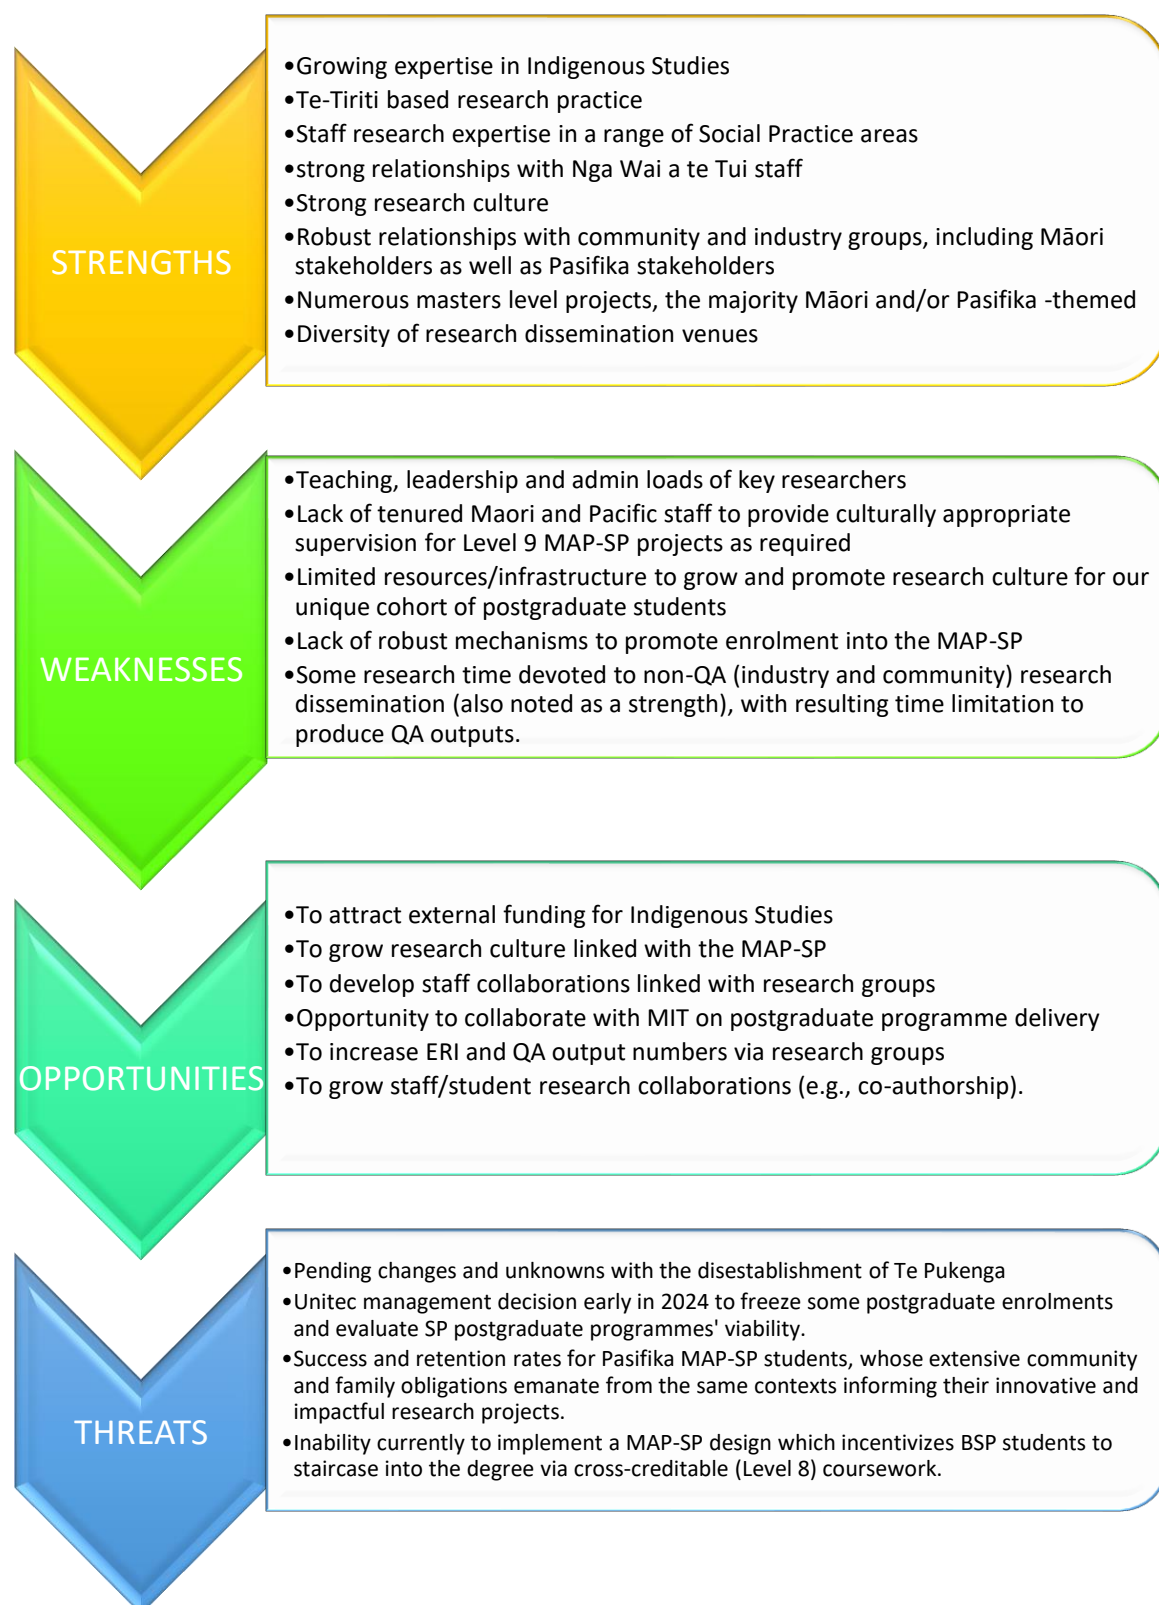 STRENGTHS
•Growing expertise in Indigenous Studies
•Te-Tiriti based research practice
•Staff research expertise in a range of Social Practice areas
•strong relationships with Nga Wai a te Tui staff
•Strong research culture
•Robust relationships with community and industry groups, including Māori
stakeholders as well as Pasifika stakeholders
•Numerous masters level projects, the majority Māori and/or Pasifika -themed
•Diversity of research dissemination venues
WEAKNESSES
•Teaching, leadership and admin loads of key researchers
•Lack of tenured Maori and Pacific staff to provide culturally appropriate
supervision for Level 9 MAP-SP projects as required
•Limited resources/infrastructure to grow and promote research culture for our
unique cohort of postgraduate students
•Lack of robust mechanisms to promote enrolment into the MAP-SP
•Some research time devoted to non-QA (industry and community) research
dissemination (also noted as a strength), with resulting time limitation to
produce QA outputs.
OPPORTUNITIES
•To attract external funding for Indigenous Studies
•To grow research culture linked with the MAP-SP
•To develop staff collaborations linked with research groups
•Opportunity to collaborate with MIT on postgraduate programme delivery
•To increase ERI and QA output numbers via research groups
•To grow staff/student research collaborations (e.g., co-authorship).
THREATS
•Pending changes and unknowns with the disestablishment of Te Pukenga
•Unitec management decision early in 2024 to freeze some postgraduate enrolments
and evaluate SP postgraduate programmes' viability.
•Success and retention rates for Pasifika MAP-SP students, whose extensive community
and family obligations emanate from the same contexts informing their innovative and
impactful research projects.
•Inability currently to implement a MAP-SP design which incentivizes BSP students to
staircase into the degree via cross-creditable (Level 8) coursework.